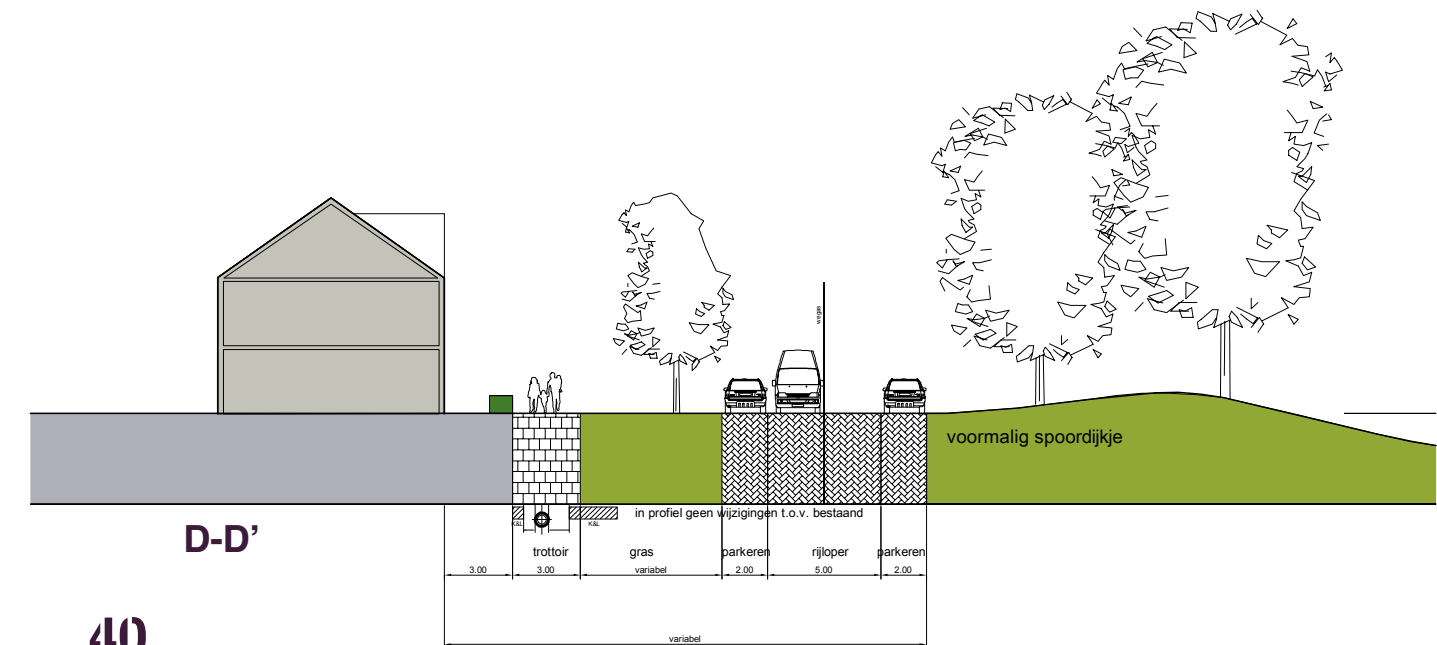 wegas
voormalig spoordijkje
K&L
K&L
in profiel geen wijzigingen t.o.v. bestaand
D-D’
trottoir gras parkeren rijloper parkeren
3.00 3.00 variabel 2.00 5.00 2.00
40
variabel